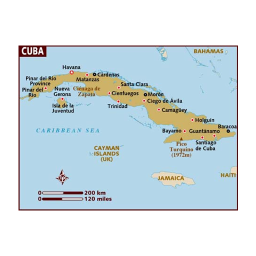 CUBA
BAHAMAS
Havana
Cárdenas
Matanzas
Pinar del Río
Province
Ciénaga de
Zapata
Santa Clara
Pinar del
Río
Nueva
Gerona
Cienfuegos
Morón
Ciego de Ávila
Isla de la
Juventud
Trinidad
Camagüey
Holguín
Baracoa
CARIBBEAN SEA
Bayamo
Guantánamo
Pico
Turquino
(1972m)
Santiago
de Cuba
CAYMAN
ISLANDS
(UK)
JAMAICA
HAITI
200 km
120 miles